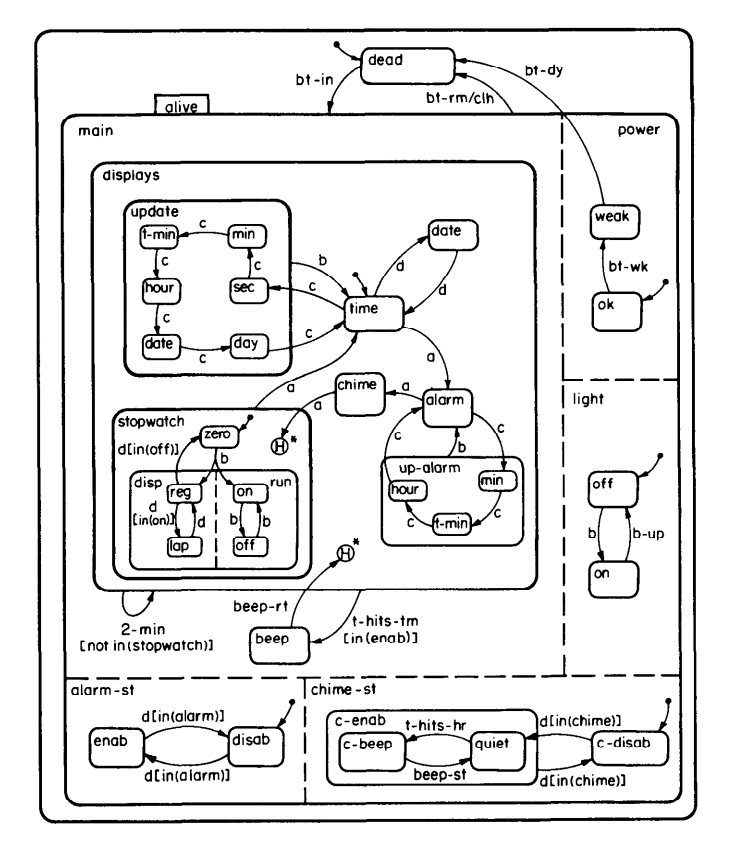 dead
bt-in
bt-dy
bt-rm/clh
alive
main
power
displays
update
t-min
c
min
date
weak
c
c
b
d
hour
sec
c
d
bt-wk
time
ok
c
date
c
day
c
a
a
chime
a
a
alarm
light
stopwatch
zero
H*
d[in(off)]
b
c
b
c
up-alarm
disp
reg
on
run
hour
min
off
d
[in(on)]
d
b
b
c
t-min
c
b
b-up
lap
off
H*
on
beep-rt
t-hits-tm
[in(enab)]
2-min
[not in(stopwatch)]
beep
alarm-st
chime-st
d[in(alarm)]
c-enab
t-hits-hr
d[in(chime)]
enab
disab
c-beep
quiet
c-disab
d[in(alarm)]
beep-st
d[in(chime)]